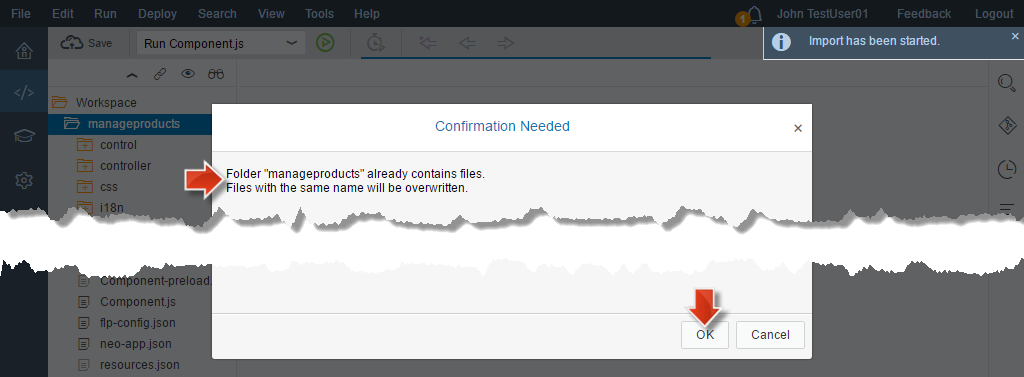 File Edit Run Deploy Search View Tools Help
1 John TestUser01 Feedback Logout
Save Run Component.js
Import has been started. ×
Workspace
manageproducts
control
controller
css
i18n
Confirmation Needed ×
Folder "manageproducts" already contains files.
Files with the same name will be overwritten.
Component-preload.
Component.js
flp-config.json
neo-app.json
resources.json
OK Cancel